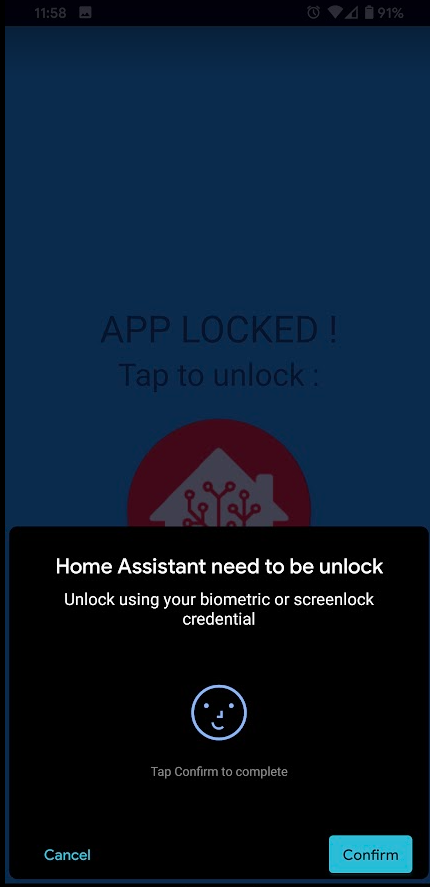 11:58 91%
APP LOCKED !
Tap to unlock :
Home Assistant need to be unlock
Unlock using your biometric or screenlock
credential
Tap Confirm to complete
Cancel Confirm